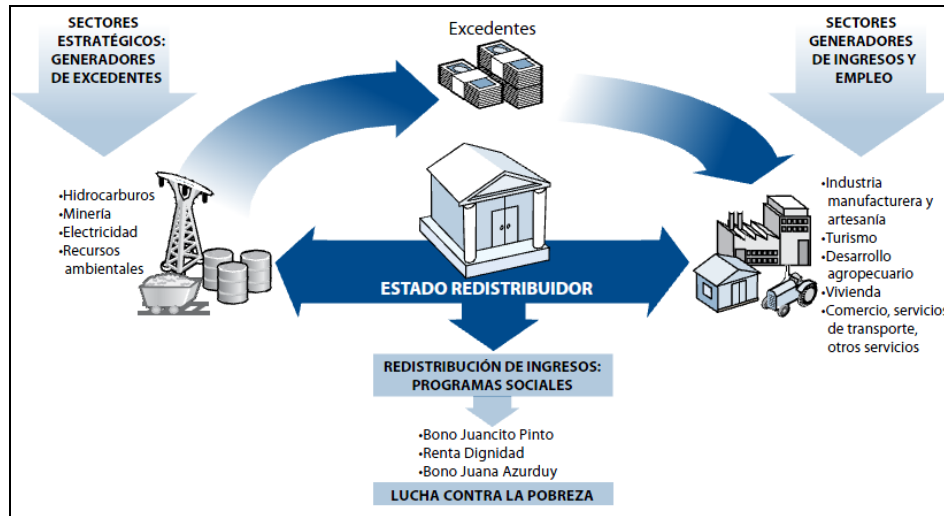 SECTORES
ESTRATÉGICOS:
GENERADORES
DE EXCEDENTES
Excedentes
SECTORES
GENERADORES
DE INGRESOS Y
EMPLEO
•Hidrocarburos
•Minería
•Electricidad
•Recursos
ambientales
•Industria
manufacturera y
artesanía
•Turismo
•Desarrollo
agropecuario
•Vivienda
•Comercio, servicios
de transporte,
otros servicios
ESTADO REDISTRIBUIDOR
REDISTRIBUCIÓN DE INGRESOS:
PROGRAMAS SOCIALES
•Bono Juancito Pinto
•Renta Dignidad
•Bono Juana Azurduy
LUCHA CONTRA LA POBREZA